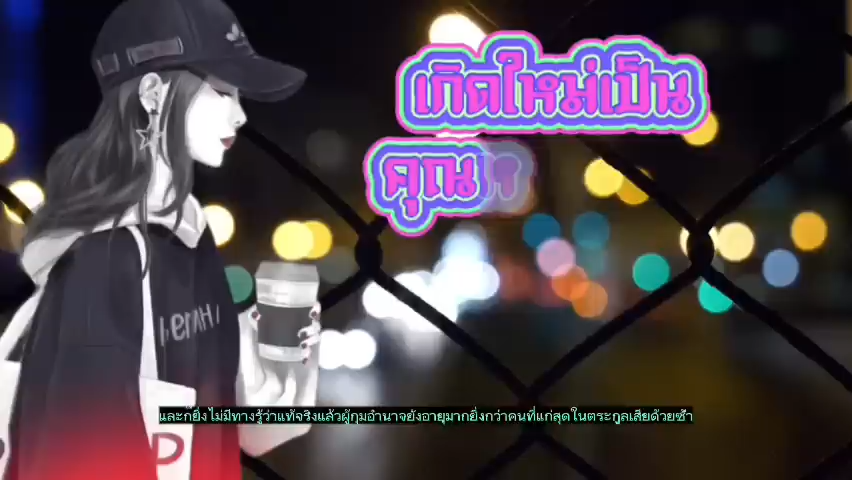 เกิดใหม่เป็น
คุณ
และก็ยิ่งไม่มีทางรู้ว่าแท้จริงแล้วผู้กุมอำนาจยังอายุมากยิ่งกว่าคนที่แก่สุดในตระกูลเสียด้วยซ้ำ
D